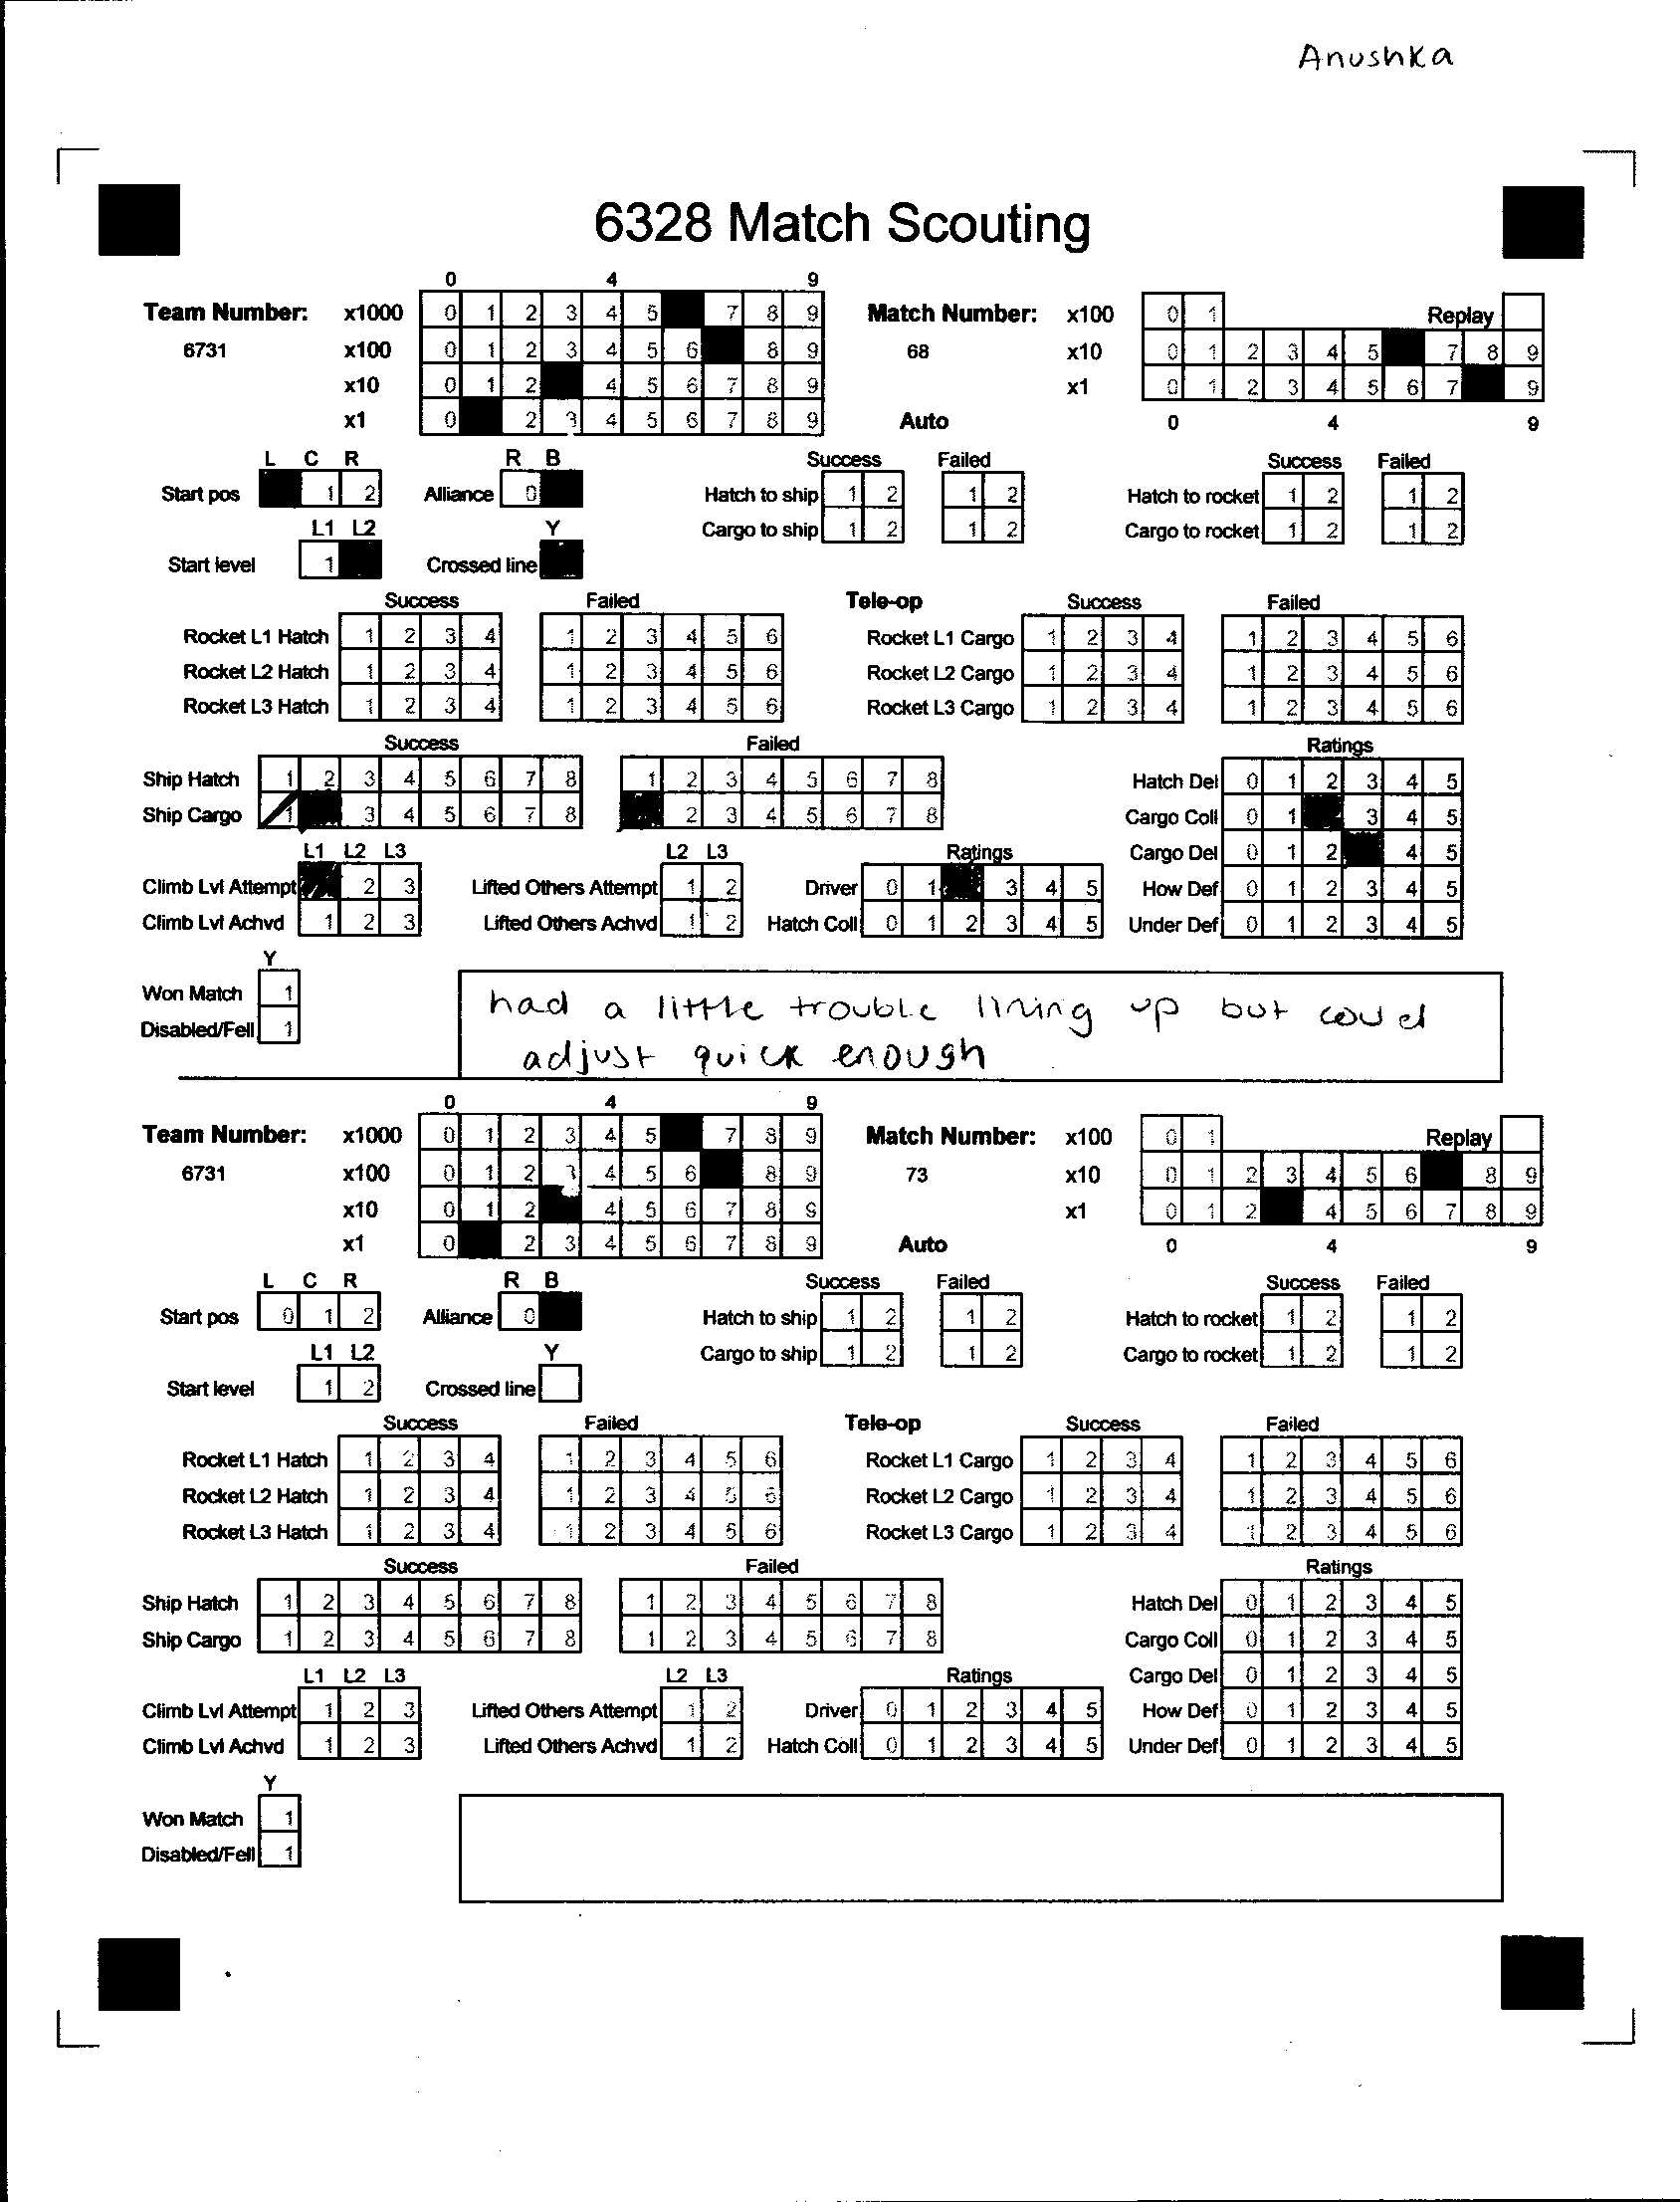 Anushka
6328 Match Scouting
0 4 9
Team Number: x1000 0 1 2 3 4 5 7 8 9 Match Number: x100 0 1 Replay
6731 x100 0 1 2 3 4 5 6 8 9 68 x10 0 1 2 3 4 5 7 8 9
x10 0 1 2 4 5 6 7 8 9 x1 0 1 2 3 4 5 6 7 9
x1 0 2 3 4 5 6 7 8 9 Auto 0 4 9
L C R R B Success Failed Success Failed
Start pos 1 2 Alliance 0 Hatch to ship 1 2 1 2 Hatch to rocket 1 2 1 2
L1 L2 Y Cargo to ship 1 2 1 2 Cargo to rocket 1 2 1 2
Start level 1 Crossed line
Success Failed Tele-op Success Failed
Rocket L1 Hatch 1 2 3 4 1 2 3 4 5 6 Rocket L1 Cargo 1 2 3 4 1 2 3 4 5 6
Rocket L2 Hatch 1 2 3 4 1 2 3 4 5 6 Rocket L2 Cargo 1 2 3 4 1 2 3 4 5 6
Rocket L3 Hatch 1 2 3 4 1 2 3 4 5 6 Rocket L3 Cargo 1 2 3 4 1 2 3 4 5 6
Success Failed Ratings
Ship Hatch 1 2 3 4 5 6 7 8 1 2 3 4 5 6 7 8 Hatch Del 0 1 2 3 4 5
Ship Cargo 1 3 4 5 6 7 8 2 3 4 5 6 7 8 Cargo Coll 0 1 3 4 5
L1 L2 L3 L2 L3 Ratings Cargo Del 0 1 2 4 5
Climb Lvl Attempt 2 3 Lifted Others Attempt 1 2 Driver 0 1 3 4 5 How Def 0 1 2 3 4 5
Climb Lvl Achvd 1 2 3 Lifted Others Achvd 1 2 Hatch Coll 0 1 2 3 4 5 Under Def 0 1 2 3 4 5
Y
Won Match 1 had a little trouble lining up but coud
Disabled/Fell 1 adjust quick enough
0 4 9
Team Number: x1000 0 1 2 3 4 5 7 8 9 Match Number: x100 0 1 Replay
6731 x100 0 1 2 3 4 5 6 8 9 73 x10 0 1 2 3 4 5 6 8 9
x10 0 1 2 4 5 6 7 8 9 x1 0 1 2 4 5 6 7 8 9
x1 0 2 3 4 5 6 7 8 9 Auto 0 4 9
L C R R B Success Failed Success Failed
Start pos 0 1 2 Alliance 0 Hatch to ship 1 2 1 2 Hatch to rocket 1 2 1 2
L1 L2 Y Cargo to ship 1 2 1 2 Cargo to rocket 1 2 1 2
Start level 1 2 Crossed line
Success Failed Tele-op Success Failed
Rocket L1 Hatch 1 2 3 4 1 2 3 4 5 6 Rocket L1 Cargo 1 2 3 4 1 2 3 4 5 6
Rocket L2 Hatch 1 2 3 4 1 2 3 4 5 6 Rocket L2 Cargo 1 2 3 4 1 2 3 4 5 6
Rocket L3 Hatch 1 2 3 4 1 2 3 4 5 6 Rocket L3 Cargo 1 2 3 4 1 2 3 4 5 6
Success Failed Ratings
Ship Hatch 1 2 3 4 5 6 7 8 1 2 3 4 5 6 7 8 Hatch Del 0 1 2 3 4 5
Ship Cargo 1 2 3 4 5 6 7 8 1 2 3 4 5 6 7 8 Cargo Coll 0 1 2 3 4 5
L1 L2 L3 L2 L3 Ratings Cargo Del 0 1 2 3 4 5
Climb Lvl Attempt 1 2 3 Lifted Others Attempt 1 2 Driver 0 1 2 3 4 5 How Def 0 1 2 3 4 5
Climb Lvl Achvd 1 2 3 Lifted Others Achvd 1 2 Hatch Coll 0 1 2 3 4 5 Under Def 0 1 2 3 4 5
Y
Won Match 1
Disabled/Fell 1